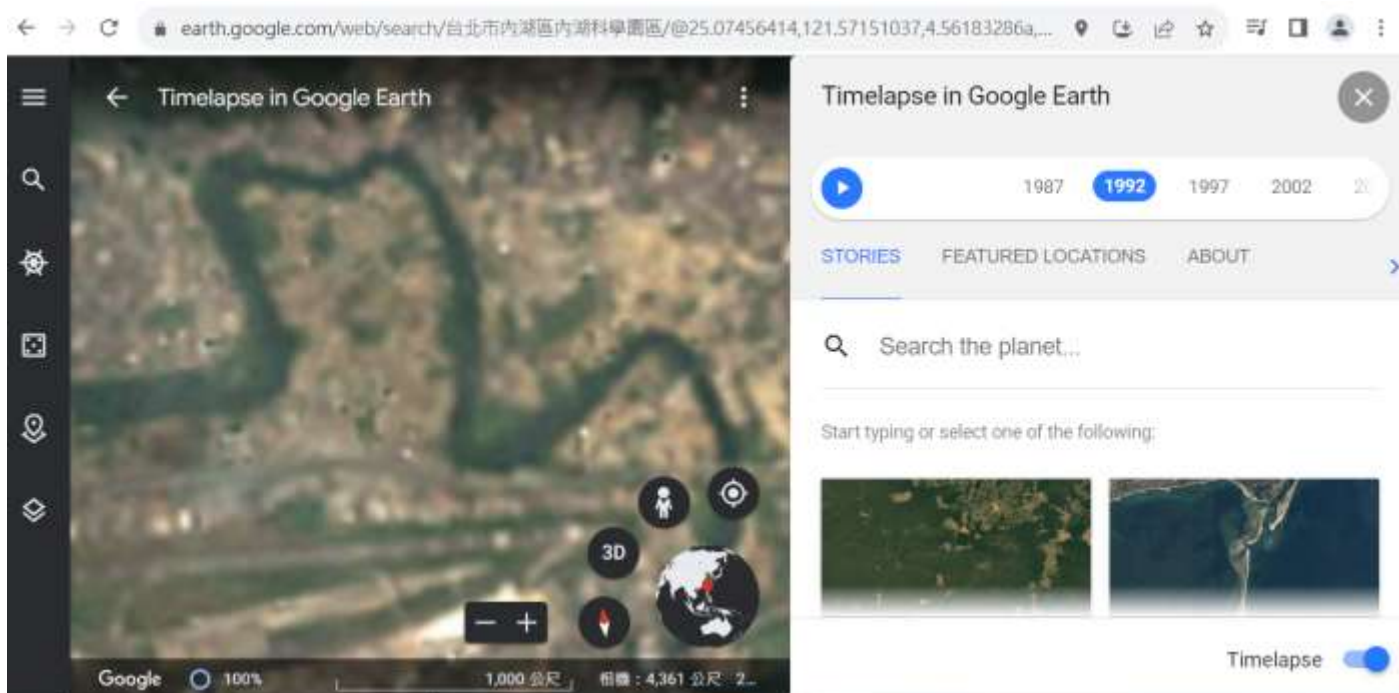 earth.google.com/web/search/台北市內湖區內湖科學園區/@25.07456414,121.57151037,4.56183286a,...
Timelapse in Google Earth
Timelapse in Google Earth
1987 1992 1997 2002 20
STORIES FEATURED LOCATIONS ABOUT
Search the planet...
Start typing or select one of the following:
3D
Timelapse
Google 100% 1,000 公尺 相機：4,361 公尺 2...